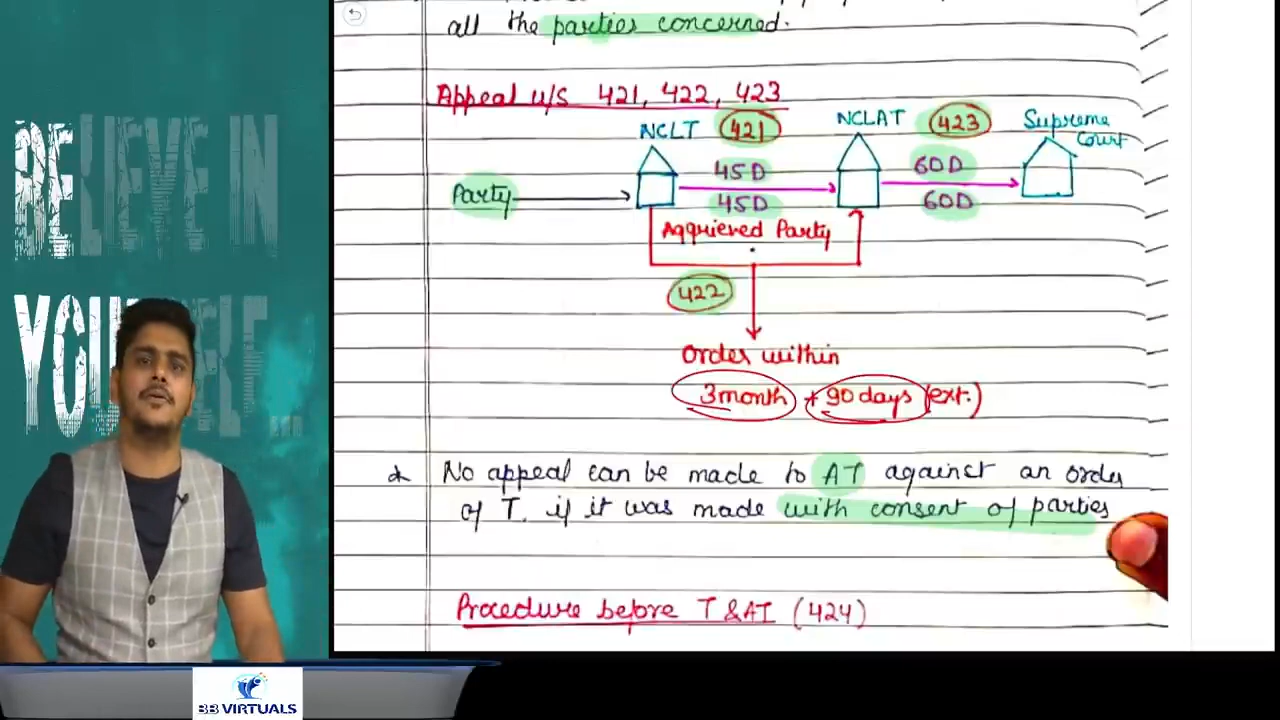 BELIEVE IN
YOURSELF...
all the parties concerned.
Appeal u/s 421, 422, 423
NCLT 421
NCLAT 423
Supreme
Court
Party
45D
45D
60D
60D
Aggrieved Party
422
Order within
3month + 90 days (ext.)
No appeal can be made to AT against an order
of T. if it was made with consent of parties
Procedure before T & AT (424)
BB VIRTUALS